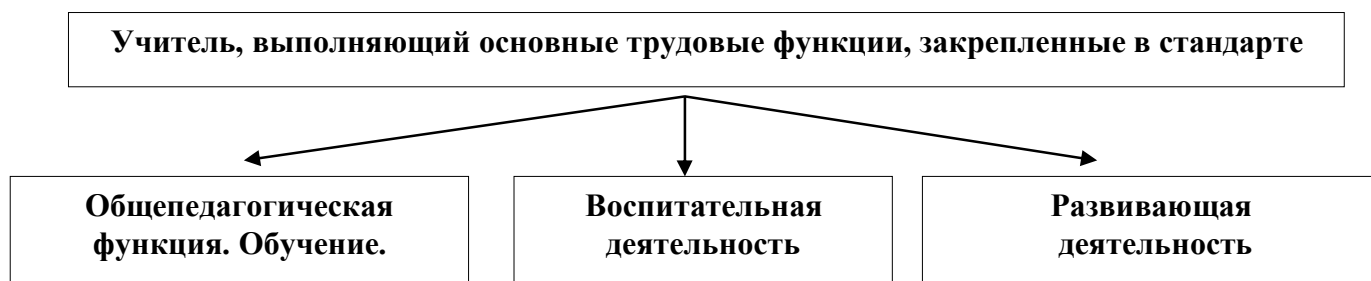 Учитель, выполняющий основные трудовые функции, закрепленные в стандарте
Общепедагогическая
функция. Обучение.
Воспитательная
деятельность
Развивающая
деятельность